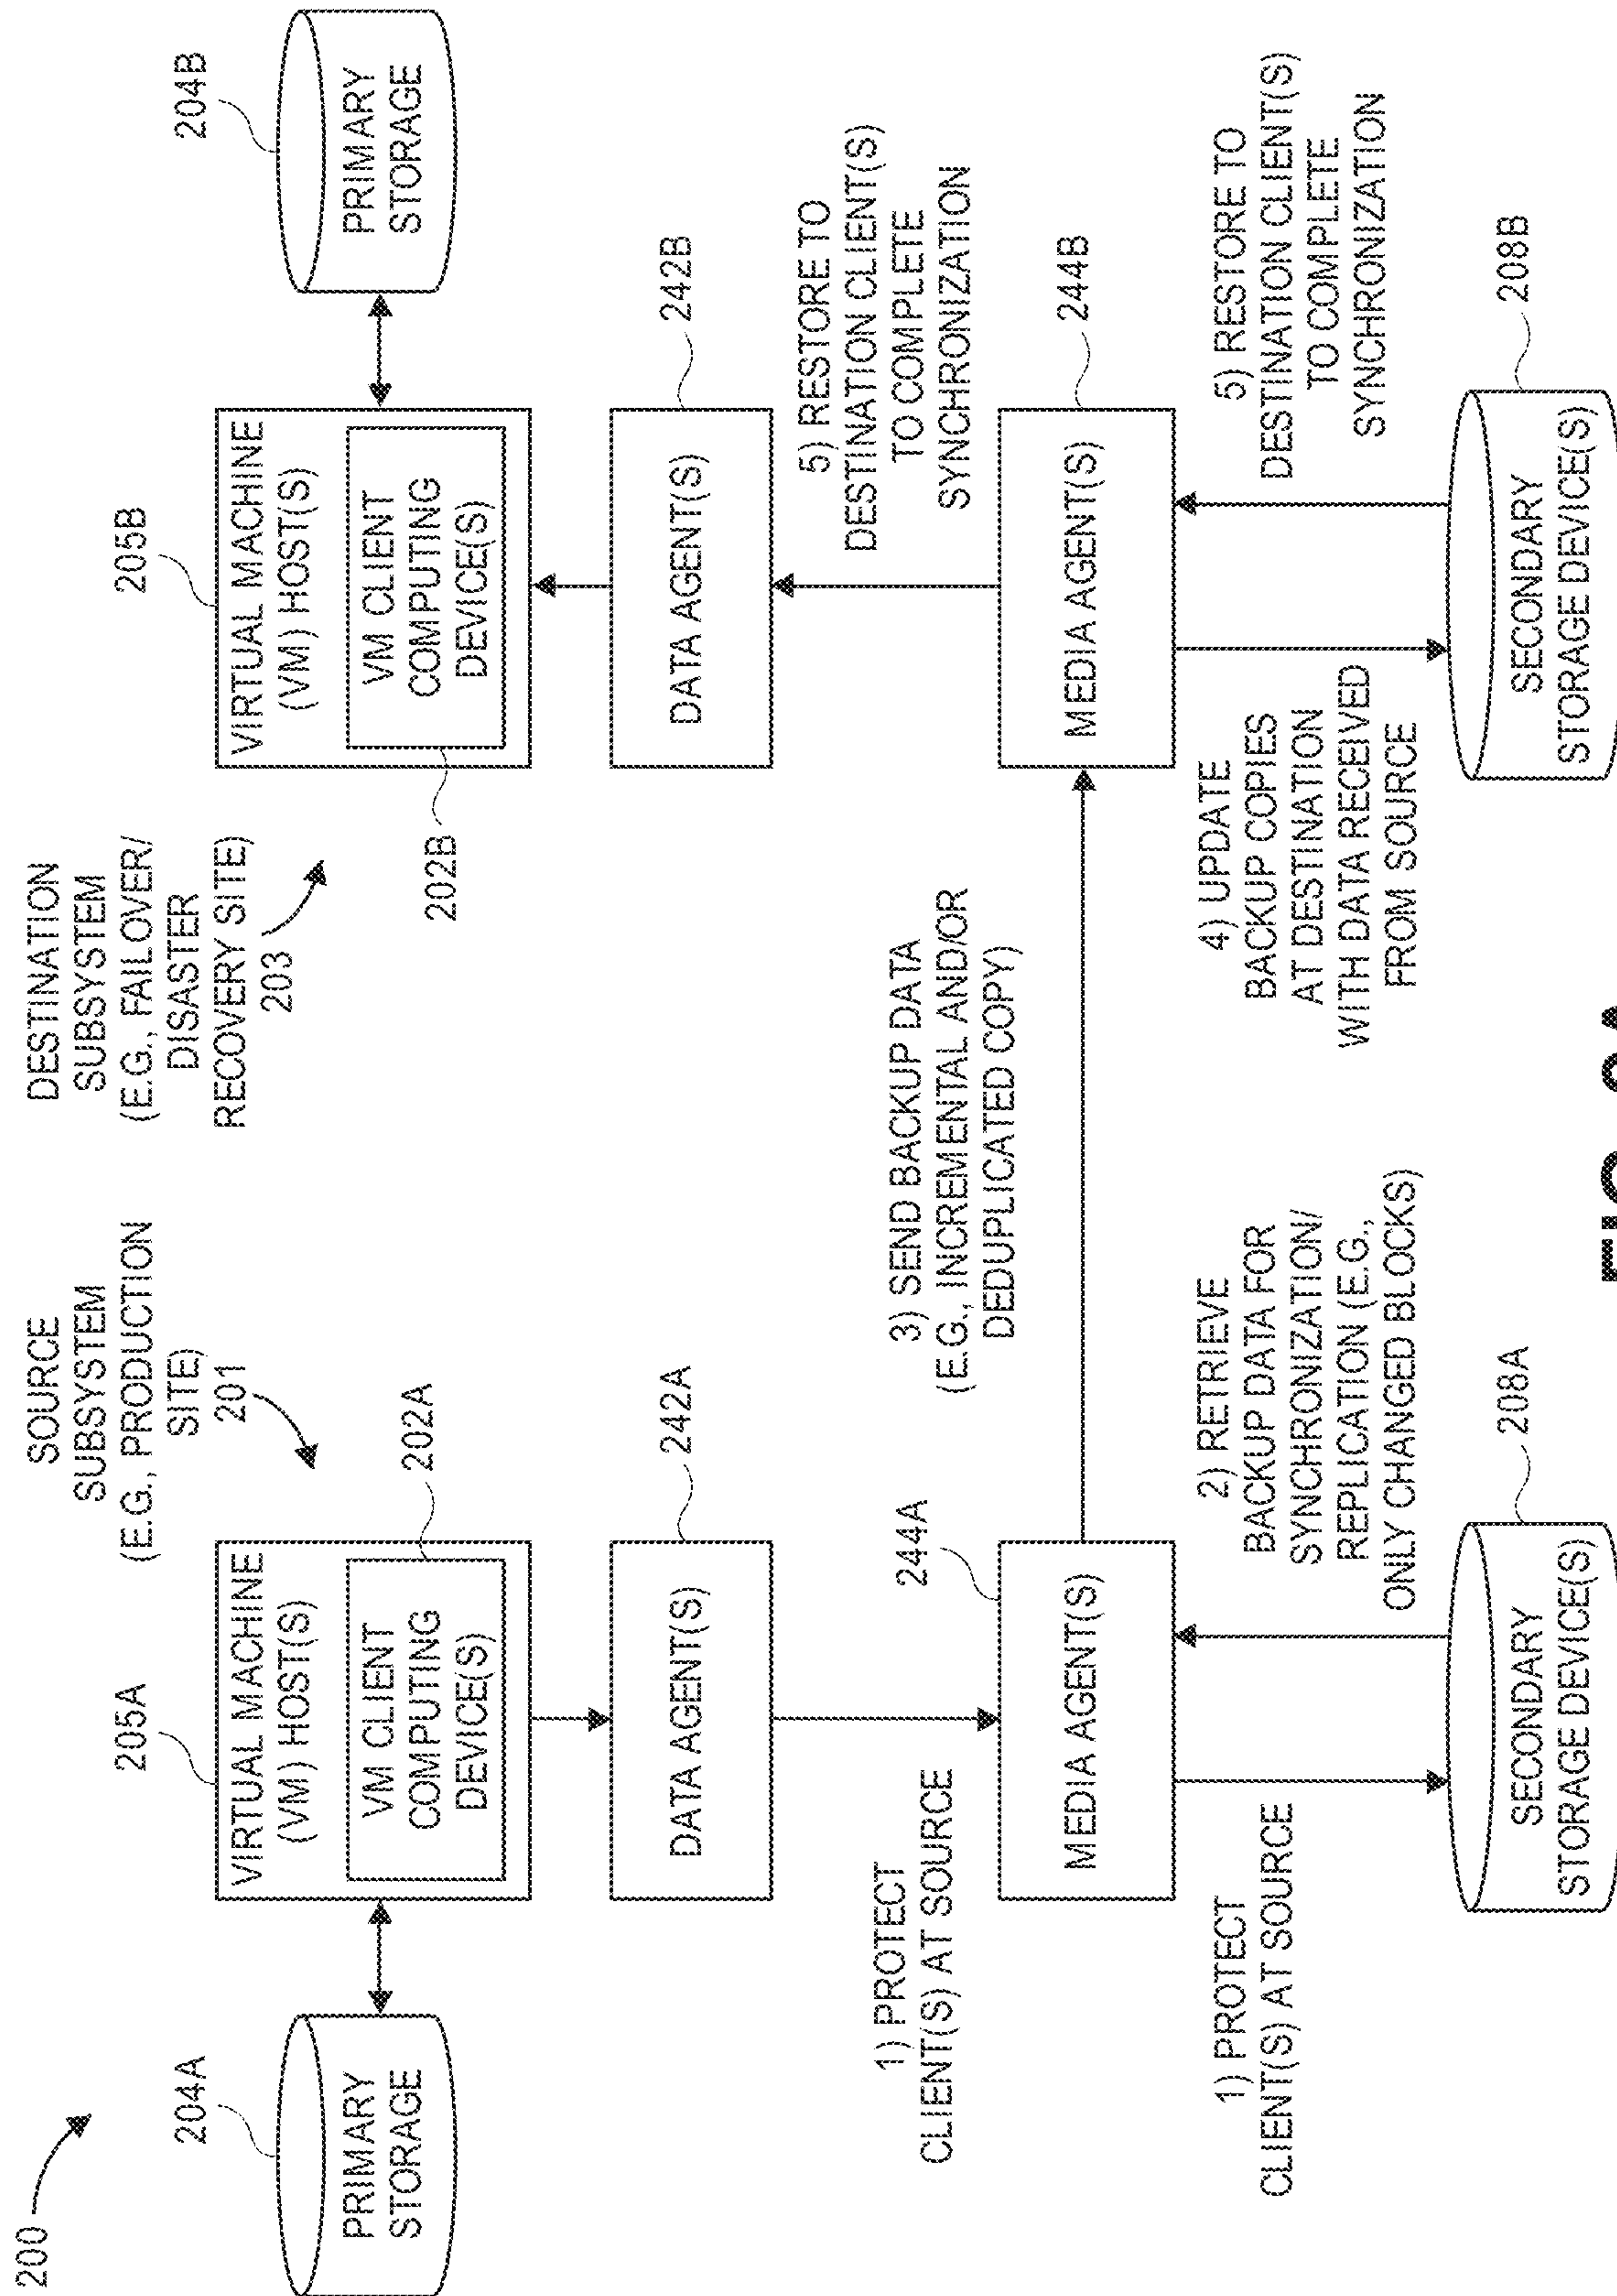 200
SOURCE
SUBSYSTEM
(E.G., PRODUCTION
SITE)
201
DESTINATION
SUBSYSTEM
(E.G., FAILOVER/
DISASTER
RECOVERY SITE)
203
204A
PRIMARY
STORAGE
205A
VIRTUAL MACHINE
(VM) HOST(S)
VM CLIENT
COMPUTING
DEVICE(S)
202A
205B
VIRTUAL MACHINE
(VM) HOST(S)
VM CLIENT
COMPUTING
DEVICE(S)
202B
204B
PRIMARY
STORAGE
DATA AGENT(S)
242A
DATA AGENT(S)
242B
1) PROTECT
CLIENT(S) AT SOURCE
244A
3) SEND BACKUP DATA
(E.G., INCREMENTAL AND/OR
DEDUPLICATED COPY)
5) RESTORE TO
DESTINATION CLIENT(S)
TO COMPLETE
SYNCHRONIZATION
MEDIA AGENT(S)
MEDIA AGENT(S)
244B
1) PROTECT
CLIENT(S) AT SOURCE
2) RETRIEVE
BACKUP DATA FOR
SYNCHRONIZATION/
REPLICATION (E.G.,
ONLY CHANGED BLOCKS)
4) UPDATE
BACKUP COPIES
AT DESTINATION
WITH DATA RECEIVED
FROM SOURCE
5) RESTORE TO
DESTINATION CLIENT(S)
TO COMPLETE
SYNCHRONIZATION
SECONDARY
STORAGE DEVICE(S)
208A
SECONDARY
STORAGE DEVICE(S)
208B